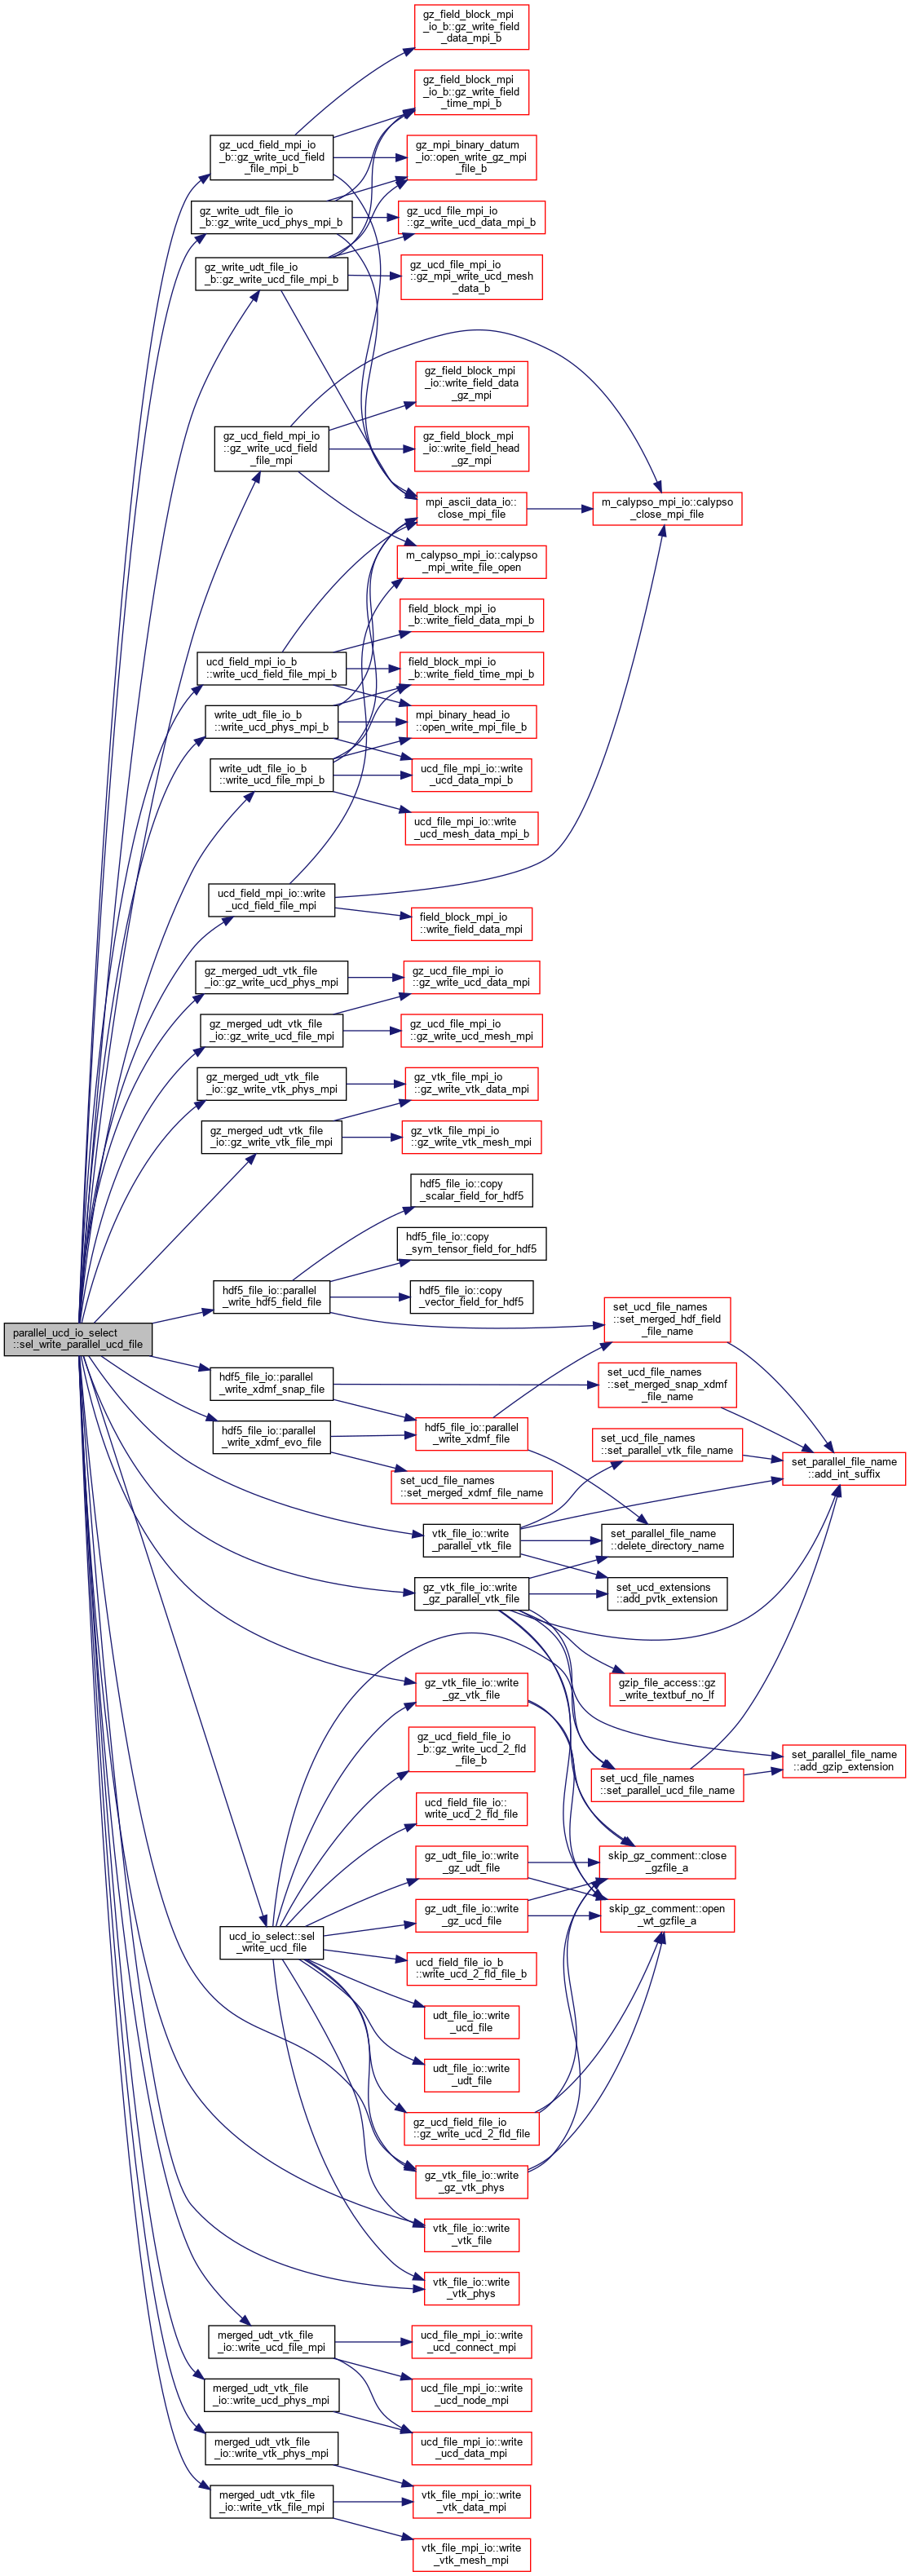 gz_field_block_mpi
_io_b::gz_write_field
_data_mpi_b
gz_field_block_mpi
_io_b::gz_write_field
_time_mpi_b
gz_ucd_field_mpi_io
_b::gz_write_ucd_field
_file_mpi_b
gz_mpi_binary_datum
_io::open_write_gz_mpi
_file_b
gz_write_udt_file_io
_b::gz_write_ucd_phys_mpi_b
gz_ucd_file_mpi_io
::gz_write_ucd_data_mpi_b
gz_write_udt_file_io
_b::gz_write_ucd_file_mpi_b
gz_ucd_file_mpi_io
::gz_mpi_write_ucd_mesh
_data_b
gz_field_block_mpi
_io::write_field_data
_gz_mpi
gz_ucd_field_mpi_io
::gz_write_ucd_field
_file_mpi
gz_field_block_mpi
_io::write_field_head
_gz_mpi
mpi_ascii_data_io::
close_mpi_file
m_calypso_mpi_io::calypso
_close_mpi_file
m_calypso_mpi_io::calypso
_mpi_write_file_open
field_block_mpi_io
_b::write_field_data_mpi_b
ucd_field_mpi_io_b
::write_ucd_field_file_mpi_b
field_block_mpi_io
_b::write_field_time_mpi_b
write_udt_file_io_b
::write_ucd_phys_mpi_b
mpi_binary_head_io
::open_write_mpi_file_b
write_udt_file_io_b
::write_ucd_file_mpi_b
ucd_file_mpi_io::write
_ucd_data_mpi_b
ucd_file_mpi_io::write
_ucd_mesh_data_mpi_b
ucd_field_mpi_io::write
_ucd_field_file_mpi
field_block_mpi_io
::write_field_data_mpi
gz_merged_udt_vtk_file
_io::gz_write_ucd_phys_mpi
gz_ucd_file_mpi_io
::gz_write_ucd_data_mpi
gz_merged_udt_vtk_file
_io::gz_write_ucd_file_mpi
gz_ucd_file_mpi_io
::gz_write_ucd_mesh_mpi
gz_merged_udt_vtk_file
_io::gz_write_vtk_phys_mpi
gz_vtk_file_mpi_io
::gz_write_vtk_data_mpi
gz_merged_udt_vtk_file
_io::gz_write_vtk_file_mpi
gz_vtk_file_mpi_io
::gz_write_vtk_mesh_mpi
hdf5_file_io::copy
_scalar_field_for_hdf5
hdf5_file_io::copy
_sym_tensor_field_for_hdf5
hdf5_file_io::parallel
_write_hdf5_field_file
hdf5_file_io::copy
_vector_field_for_hdf5
set_ucd_file_names
::set_merged_hdf_field
_file_name
parallel_ucd_io_select
::sel_write_parallel_ucd_file
hdf5_file_io::parallel
_write_xdmf_snap_file
set_ucd_file_names
::set_merged_snap_xdmf
_file_name
hdf5_file_io::parallel
_write_xdmf_evo_file
hdf5_file_io::parallel
_write_xdmf_file
set_ucd_file_names
::set_parallel_vtk_file_name
set_parallel_file_name
::add_int_suffix
set_ucd_file_names
::set_merged_xdmf_file_name
vtk_file_io::write
_parallel_vtk_file
set_parallel_file_name
::delete_directory_name
gz_vtk_file_io::write
_gz_parallel_vtk_file
set_ucd_extensions
::add_pvtk_extension
gz_vtk_file_io::write
_gz_vtk_file
gzip_file_access::gz
_write_textbuf_no_lf
gz_ucd_field_file_io
_b::gz_write_ucd_2_fld
_file_b
set_parallel_file_name
::add_gzip_extension
set_ucd_file_names
::set_parallel_ucd_file_name
ucd_field_file_io::
write_ucd_2_fld_file
gz_udt_file_io::write
_gz_udt_file
skip_gz_comment::close
_gzfile_a
gz_udt_file_io::write
_gz_ucd_file
skip_gz_comment::open
_wt_gzfile_a
ucd_io_select::sel
_write_ucd_file
ucd_field_file_io_b
::write_ucd_2_fld_file_b
udt_file_io::write
_ucd_file
udt_file_io::write
_udt_file
gz_ucd_field_file_io
::gz_write_ucd_2_fld_file
gz_vtk_file_io::write
_gz_vtk_phys
vtk_file_io::write
_vtk_file
vtk_file_io::write
_vtk_phys
merged_udt_vtk_file
_io::write_ucd_file_mpi
ucd_file_mpi_io::write
_ucd_connect_mpi
merged_udt_vtk_file
_io::write_ucd_phys_mpi
ucd_file_mpi_io::write
_ucd_node_mpi
merged_udt_vtk_file
_io::write_vtk_phys_mpi
ucd_file_mpi_io::write
_ucd_data_mpi
merged_udt_vtk_file
_io::write_vtk_file_mpi
vtk_file_mpi_io::write
_vtk_data_mpi
vtk_file_mpi_io::write
_vtk_mesh_mpi